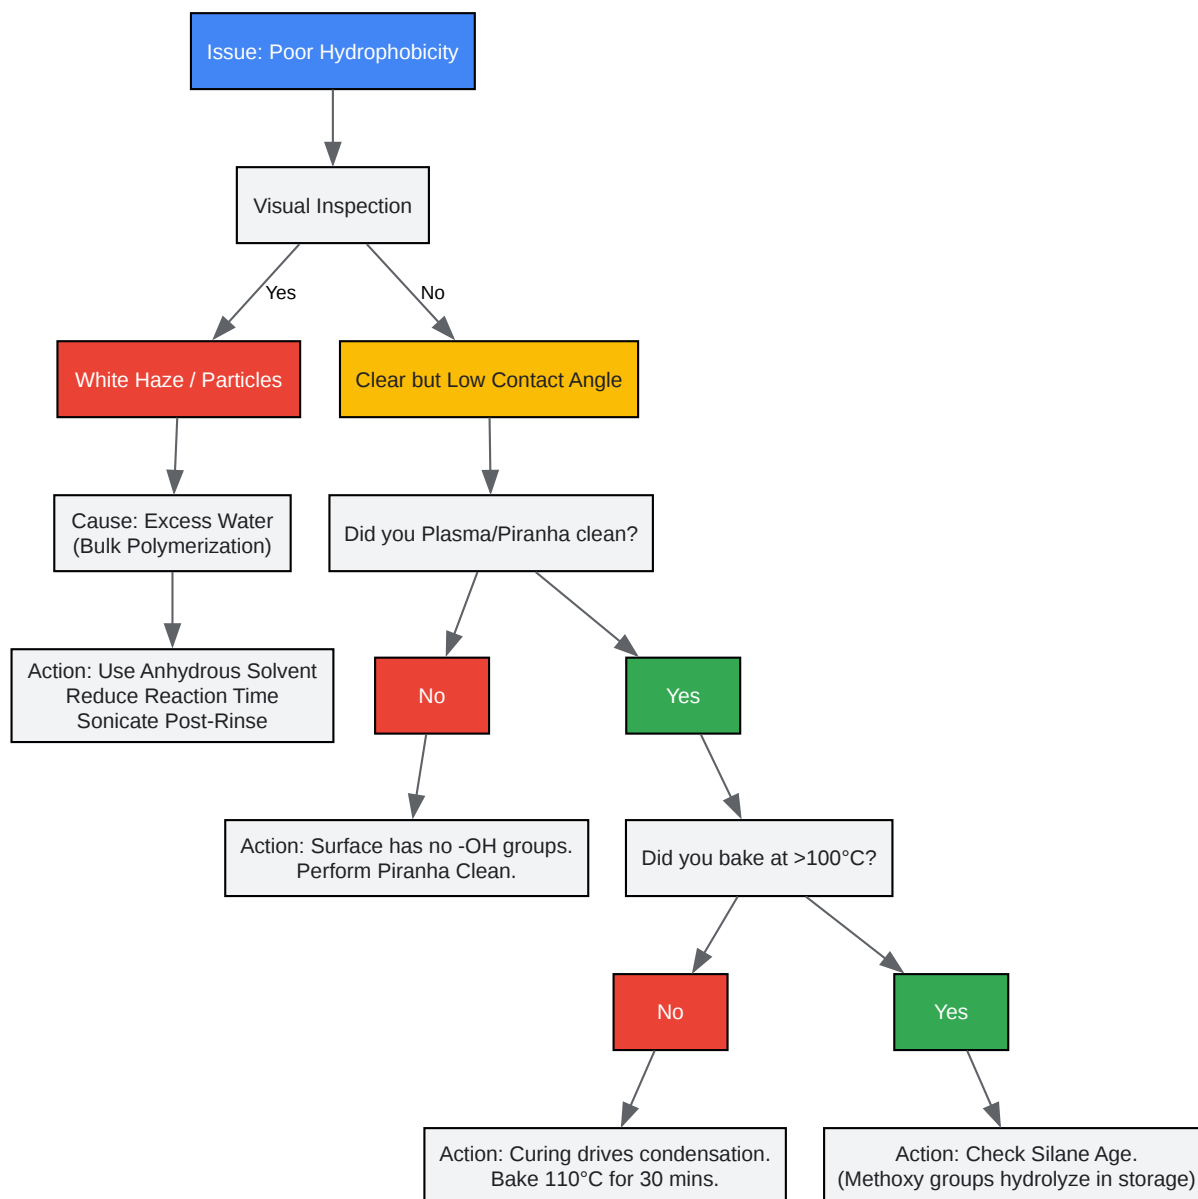 Issue: Poor Hydrophobicity
Visual Inspection
Yes
No
White Haze / Particles
Clear but Low Contact Angle
Cause: Excess Water
(Bulk Polymerization)
Did you Plasma/Piranha clean?
Action: Use Anhydrous Solvent
Reduce Reaction Time
Sonicate Post-Rinse
No
Yes
Action: Surface has no -OH groups.
Perform Piranha Clean.
Did you bake at >100°C?
No
Yes
Action: Curing drives condensation.
Bake 110°C for 30 mins.
Action: Check Silane Age.
(Methoxy groups hydrolyze in storage)